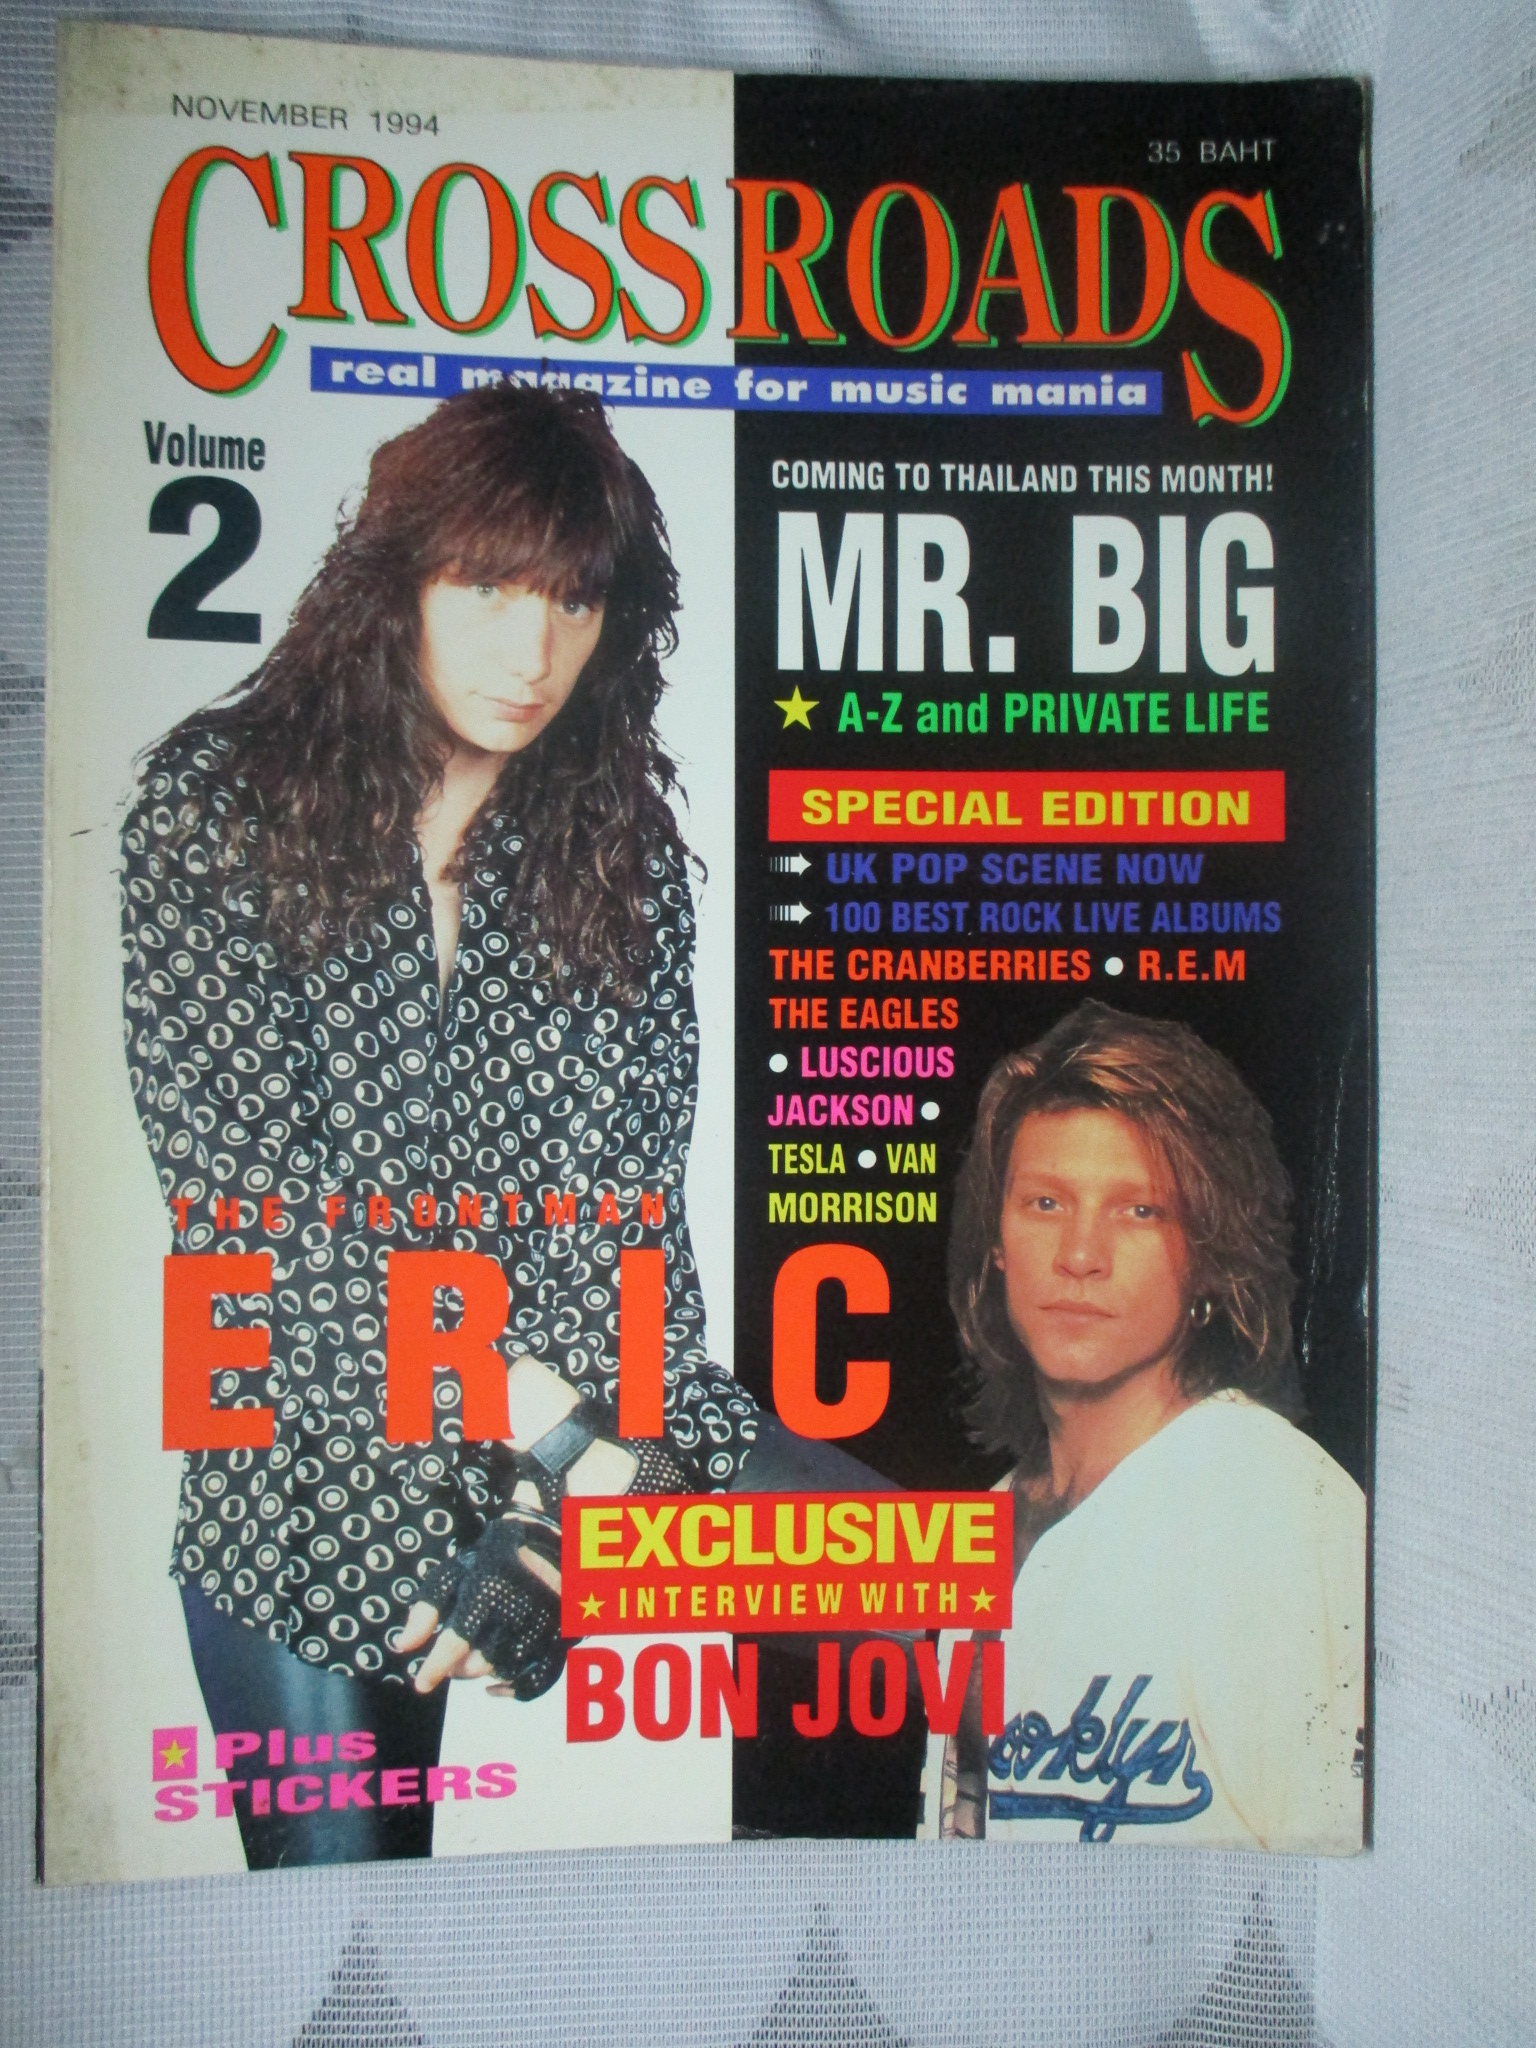 NOVEMBER 1994
35 BAHT
CROSSROADS
real magazine for music mania
Volume
2
COMING TO THAILAND THIS MONTH!
MR. BIG
A-Z and PRIVATE LIFE
SPECIAL EDITION
UK POP SCENE NOW
100 BEST ROCK LIVE ALBUMS
THE CRANBERRIES • R.E.M
THE EAGLES
• LUSCIOUS
JACKSON •
TESLA • VAN
MORRISON
THE FRONTMAN
ERIC
EXCLUSIVE
★ INTERVIEW WITH ★
BON JOVI
ooklyn
★ Plus
STICKERS